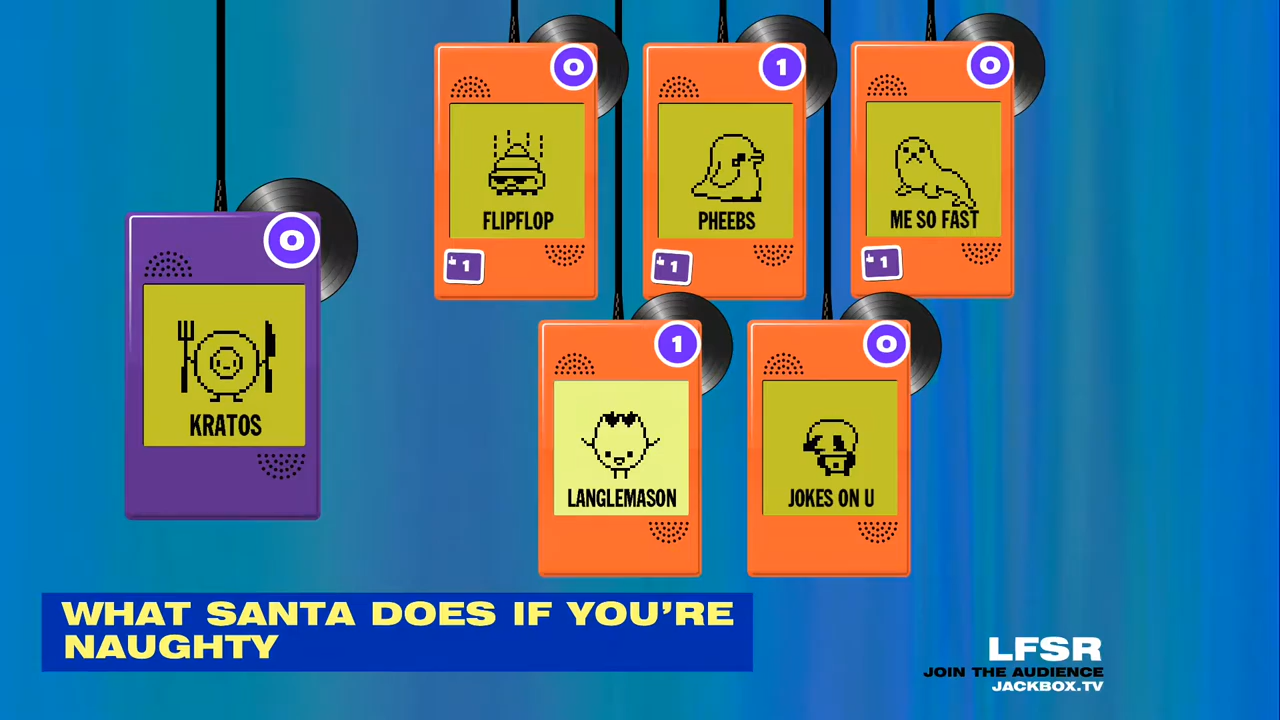 0
FLIPFLOP
1
1
PHEEBS
1
0
ME SO FAST
1
0
KRATOS
1
LANGLEMASON
0
JOKES ON U
WHAT SANTA DOES IF YOU'RE
NAUGHTY
LFSR
JOIN THE AUDIENCE
JACKBOX.TV